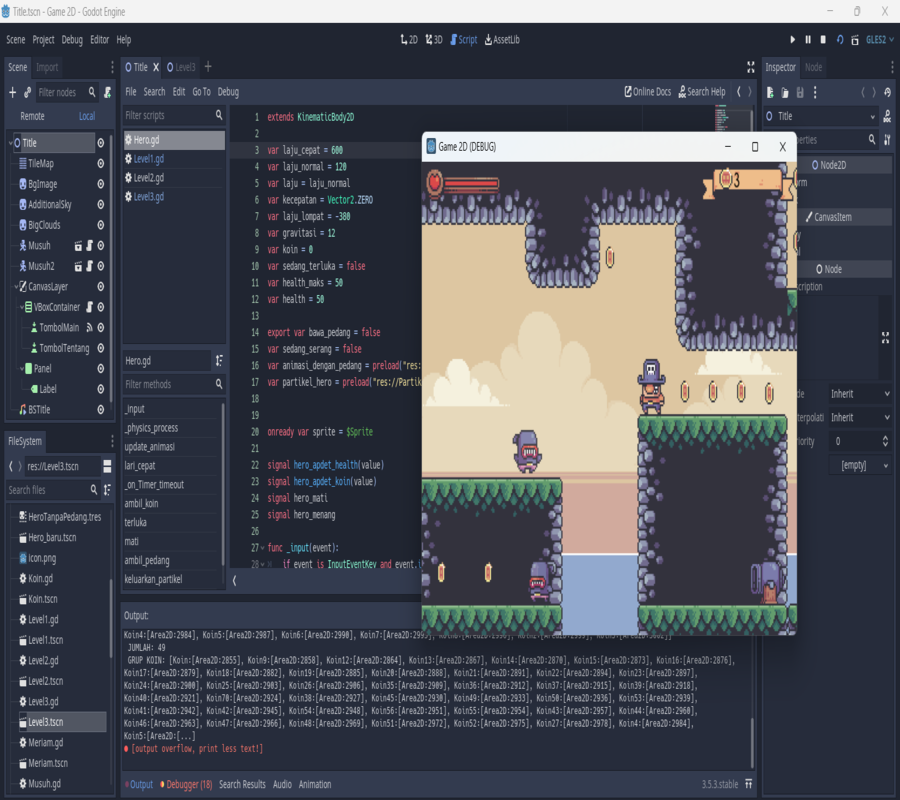 Title.tscn - Game 2D - Godot Engine
Scene Project Debug Editor Help
2D 3D Script AssetLib
GLES2
Scene Import
Filter nodes
Remote Local
Title
TileMap
BgImage
AdditionalSky
BigClouds
Musuh
Musuh2
CanvasLayer
VBoxContainer
TombolMain
TombolTentang
Panel
Label
BSTitle
FileSystem
res://Level3.tscn
Search files
HeroTanpaPedang.tres
Hero_baru.tscn
icon.png
Koin.gd
Koin.tscn
Level1.gd
Level1.tscn
Level2.gd
Level2.tscn
Level3.gd
Level3.tscn
Meriam.gd
Meriam.tscn
Musuh.gd
Title X Level3 +
File Search Edit Go To Debug
Online Docs Search Help
Filter scripts
Hero.gd
Level1.gd
Level2.gd
Level3.gd
Hero.gd
Filter methods
_input
_physics_process
update_animasi
lari_cepat
_on_Timer_timeout
ambil_koin
terluka
mati
ambil_pedang
keluarkan_partikel
1 extends KinematicBody2D
2
3 var laju_cepat = 600
4 var laju_normal = 120
5 var laju = laju_normal
6 var kecepatan = Vector2.ZERO
7 var laju_lompat = -380
8 var gravitasi = 12
9 var koin = 0
10 var sedang_terluka = false
11 var health_maks = 50
12 var health = 50
13
14 export var bawa_pedang = false
15 var sedang_serang = false
16 var animasi_dengan_pedang = preload("res:
17 var partikel_hero = preload("res://Partik
18
19
20 onready var sprite = $Sprite
21
22 signal hero_apdet_health(value)
23 signal hero_apdet_koin(value)
24 signal hero_mati
25 signal hero_menang
26
27 func _input(event):
28 if event is InputEventKey and event.
Game 2D (DEBUG)
3
Inspector Node
Title
perties
Node2D
orm
CanvasItem
Node
scription
Inherit
terpolati Inherit
iority 0
[empty]
Output:
Koin4:[Area2D:2984], Koin5:[Area2D:2987], Koin6:[Area2D:2990],
JUMLAH: 49
GRUP KOIN: [Koin:[Area2D:2855], Koin9:[Area2D:2858], Koin12:[Area2D:2864], Koin13:[Area2D:2867], Koin14:[Area2D:2870], Koin15:[Area2D:2873], Koin16:[Area2D:2876],
Koin17:[Area2D:2879], Koin18:[Area2D:2882], Koin19:[Area2D:2885], Koin20:[Area2D:2888], Koin21:[Area2D:2891], Koin22:[Area2D:2894], Koin23:[Area2D:2897],
Koin24:[Area2D:2900], Koin25:[Area2D:2903], Koin26:[Area2D:2906], Koin35:[Area2D:2909], Koin36:[Area2D:2912], Koin37:[Area2D:2915], Koin39:[Area2D:2918],
Koin40:[Area2D:2921], Koin70:[Area2D:2924], Koin38:[Area2D:2927], Koin45:[Area2D:2930], Koin49:[Area2D:2933], Koin50:[Area2D:2936], Koin53:[Area2D:2939],
Koin41:[Area2D:2942], Koin42:[Area2D:2945], Koin54:[Area2D:2948], Koin56:[Area2D:2951], Koin55:[Area2D:2954], Koin43:[Area2D:2957], Koin44:[Area2D:2960],
Koin46:[Area2D:2963], Koin47:[Area2D:2966], Koin48:[Area2D:2969], Koin51:[Area2D:2972], Koin52:[Area2D:2975], Koin27:[Area2D:2978], Koin4:[Area2D:2984],
Koin5:[Area2D:[...]
[output overflow, print less text!]
Output Debugger (18) Search Results Audio Animation
3.5.3.stable